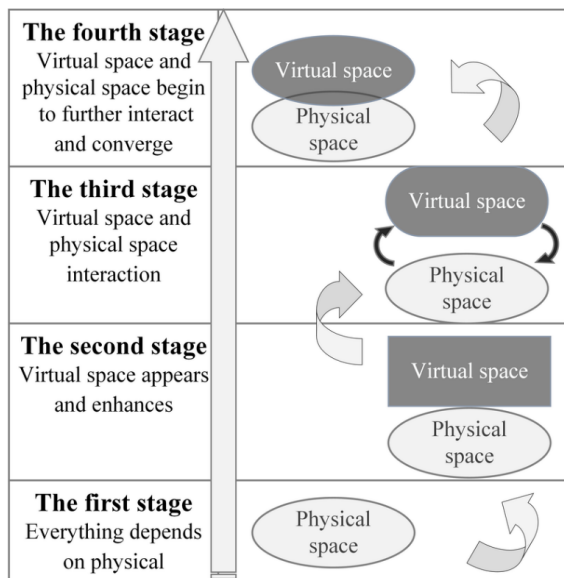 The fourth stage
Virtual space and
physical space begin
to further interact
and converge
Virtual space
Physical
space
The third stage
Virtual space and
physical space
interaction
Virtual space
Physical
space
The second stage
Virtual space appears
and enhances
Virtual space
Physical
space
The first stage
Everything depends
on physical
Physical
space